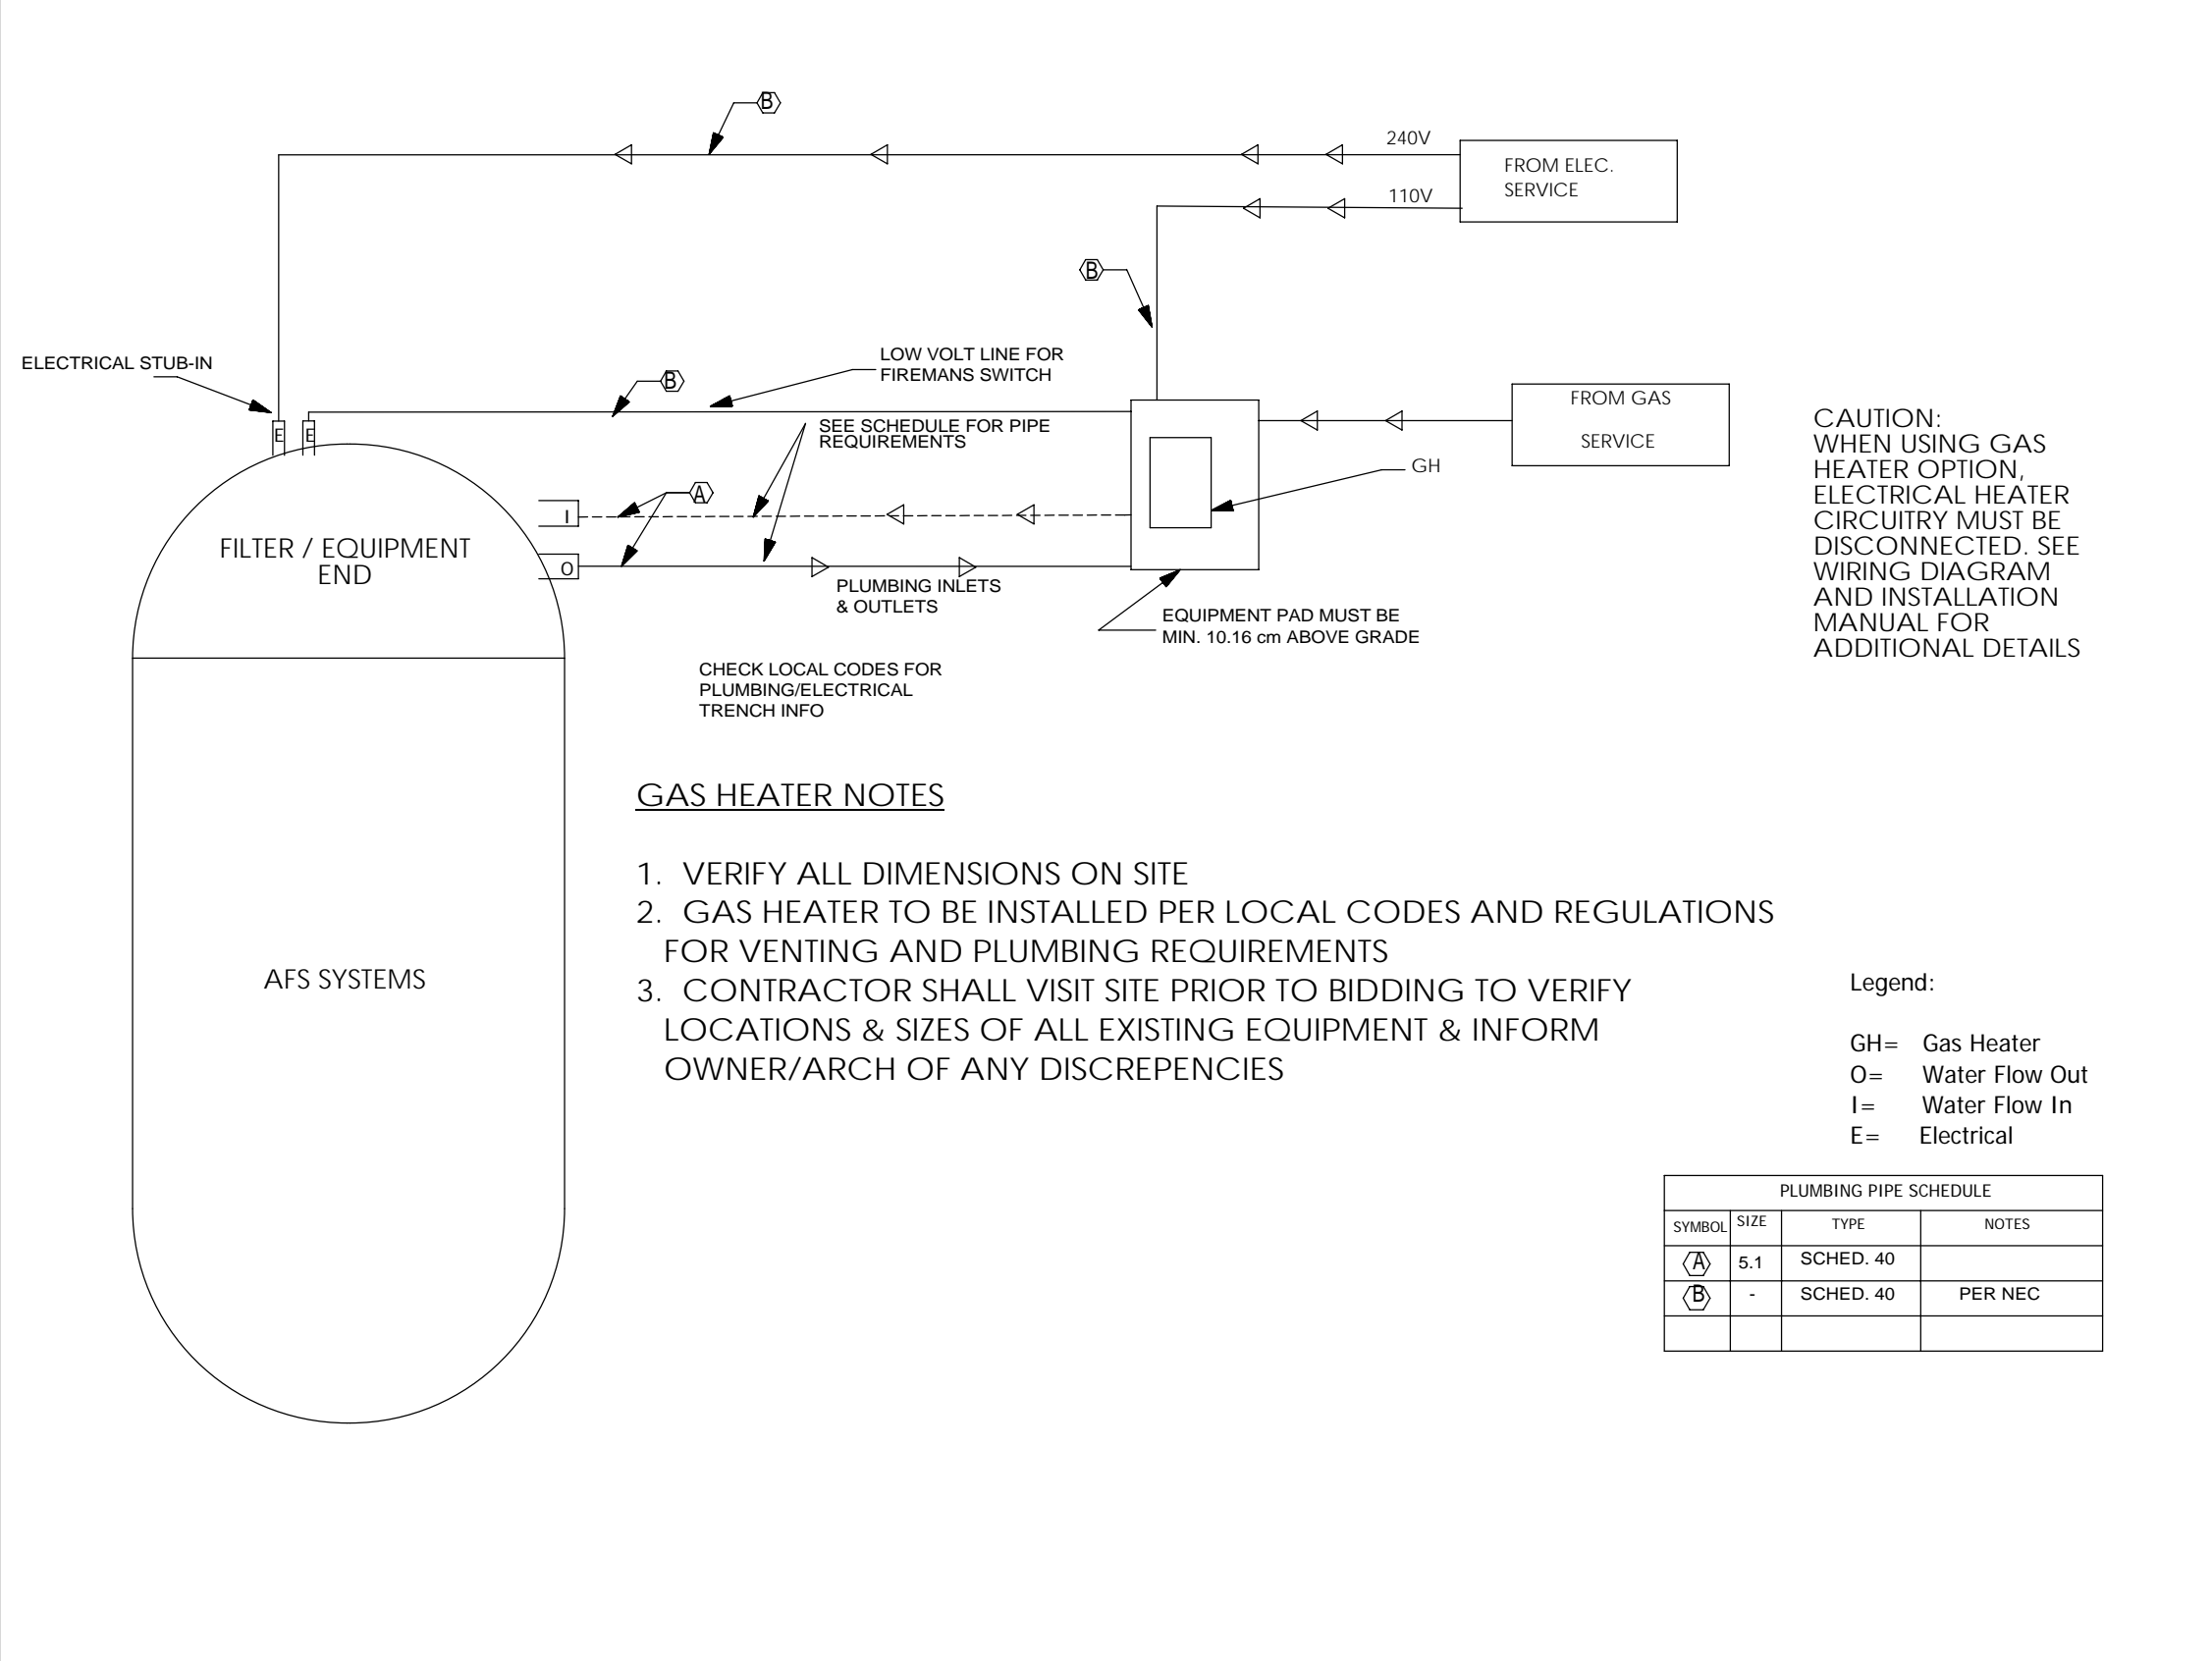 B
240V
FROM ELEC.
SERVICE
110V
B
ELECTRICAL STUB-IN
LOW VOLT LINE FOR
FIREMANS SWITCH
B
E
E
SEE SCHEDULE FOR PIPE
REQUIREMENTS
FROM GAS
SERVICE
GH
A
I
O
FILTER / EQUIPMENT
END
PLUMBING INLETS
& OUTLETS
EQUIPMENT PAD MUST BE
MIN. 10.16 cm ABOVE GRADE
CAUTION:
WHEN USING GAS
HEATER OPTION,
ELECTRICAL HEATER
CIRCUITRY MUST BE
DISCONNECTED. SEE
WIRING DIAGRAM
AND INSTALLATION
MANUAL FOR
ADDITIONAL DETAILS
CHECK LOCAL CODES FOR
PLUMBING/ELECTRICAL
TRENCH INFO
GAS HEATER NOTES
1. VERIFY ALL DIMENSIONS ON SITE
2. GAS HEATER TO BE INSTALLED PER LOCAL CODES AND REGULATIONS
FOR VENTING AND PLUMBING REQUIREMENTS
3. CONTRACTOR SHALL VISIT SITE PRIOR TO BIDDING TO VERIFY
LOCATIONS & SIZES OF ALL EXISTING EQUIPMENT & INFORM
OWNER/ARCH OF ANY DISCREPENCIES
AFS SYSTEMS
Legend:
GH= Gas Heater
O= Water Flow Out
I= Water Flow In
E= Electrical
PLUMBING PIPE SCHEDULE
SYMBOL SIZE TYPE NOTES
A 5.1 SCHED. 40
B - SCHED. 40 PER NEC